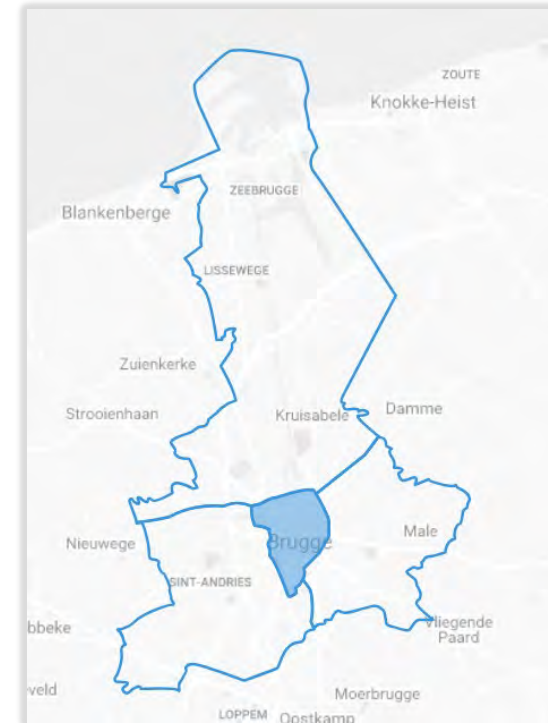 ZOUTE
Knokke-Heist
ZEEBRUGGE
Blankenberge
LISSEWEGE
Zuienkerke
Strooienhaan
Kruisabele
Damme
Nieuwege
Brugge
Male
SINT-ANDRIES
bbeke
Vliegende
Paard
veld
Moerbrugge
LOPPEM
Oostkamp